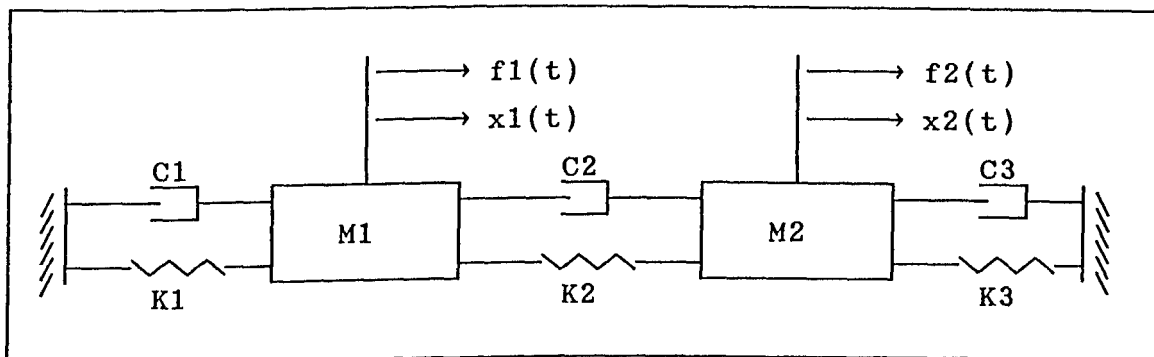 f1(t) f2(t)
x1(t) x2(t)
C1 C2 C3
M1 M2
K1 K2 K3